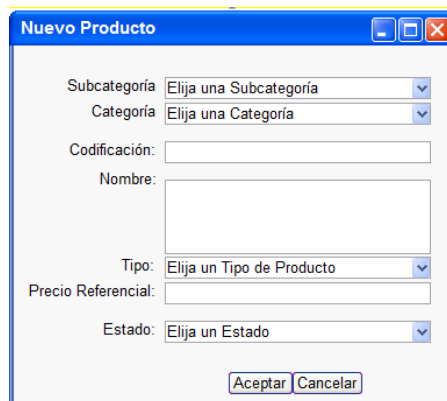 Nuevo Producto
Subcategoría Elija una Subcategoría
Categoría Elija una Categoría
Codificación:
Nombre:
Tipo: Elija un Tipo de Producto
Precio Referencial:
Estado: Elija un Estado
Aceptar Cancelar